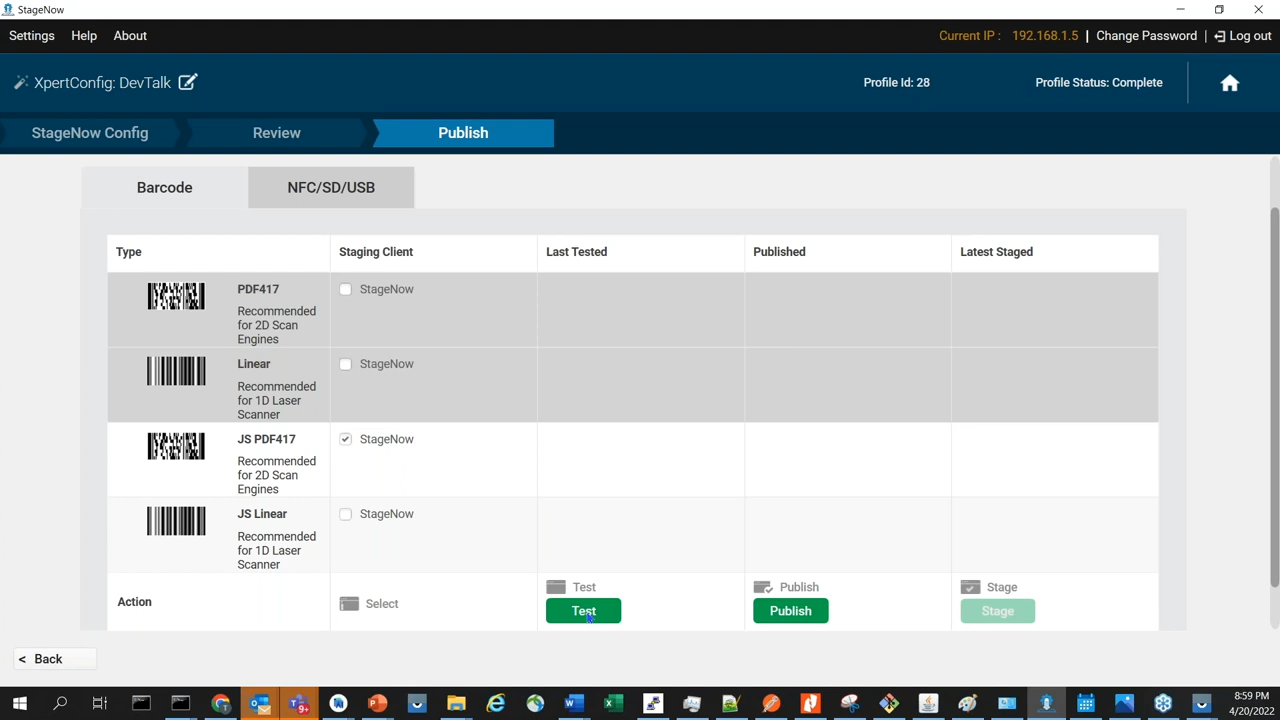 StageNow
Settings Help About
Current IP : 192.168.1.5 | Change Password | Log out
XpertConfig: DevTalk
Profile Id: 28
Profile Status: Complete
StageNow Config
Review
Publish
Barcode
NFC/SD/USB
Type
Staging Client
Last Tested
Published
Latest Staged
PDF417
Recommended
for 2D Scan
Engines
StageNow
Linear
Recommended
for 1D Laser
Scanner
StageNow
JS PDF417
Recommended
for 2D Scan
Engines
StageNow
JS Linear
Recommended
for 1D Laser
Scanner
StageNow
Action
Select
Test
Test
Publish
Publish
Stage
Stage
< Back
8:59 PM
4/20/2022